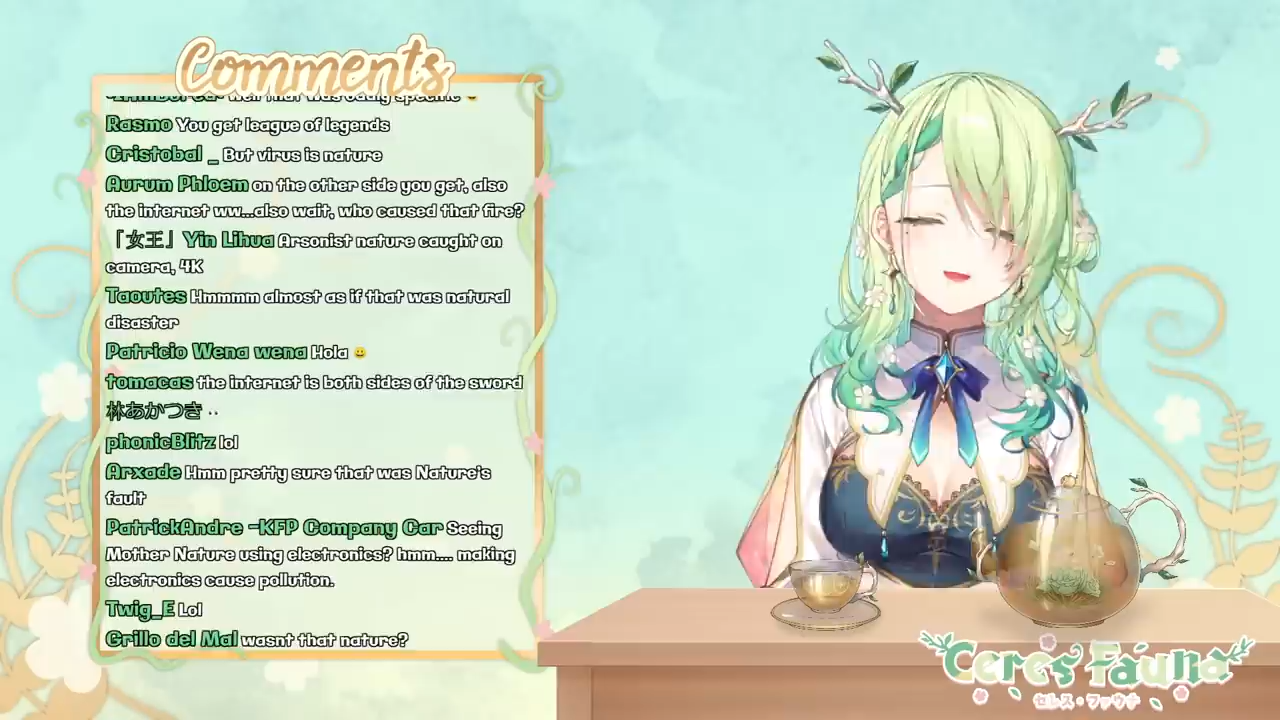 Comments
well that was oddly specific
Rasmo You get league of legends
Cristobal _ But virus is nature
Aurum Phloem on the other side you get, also
the internet ww...also wait, who caused that fire?
「女王」Yin Lihua Arsonist nature caught on
camera, 4K
Taoutes Hmmmm almost as if that was natural
disaster
Patricio Wena wena Hola 😀
tomacas the internet is both sides of the sword
林あかつき ..
phonicBlitz lol
Arxade Hmm pretty sure that was Nature's
fault
PatrickAndre -KFP Company Car Seeing
Mother Nature using electronics? hmm.... making
electronics cause pollution.
Twig_E Lol
Grillo del Mal wasnt that nature?
Ceres Fauna
セレス・ファウナ